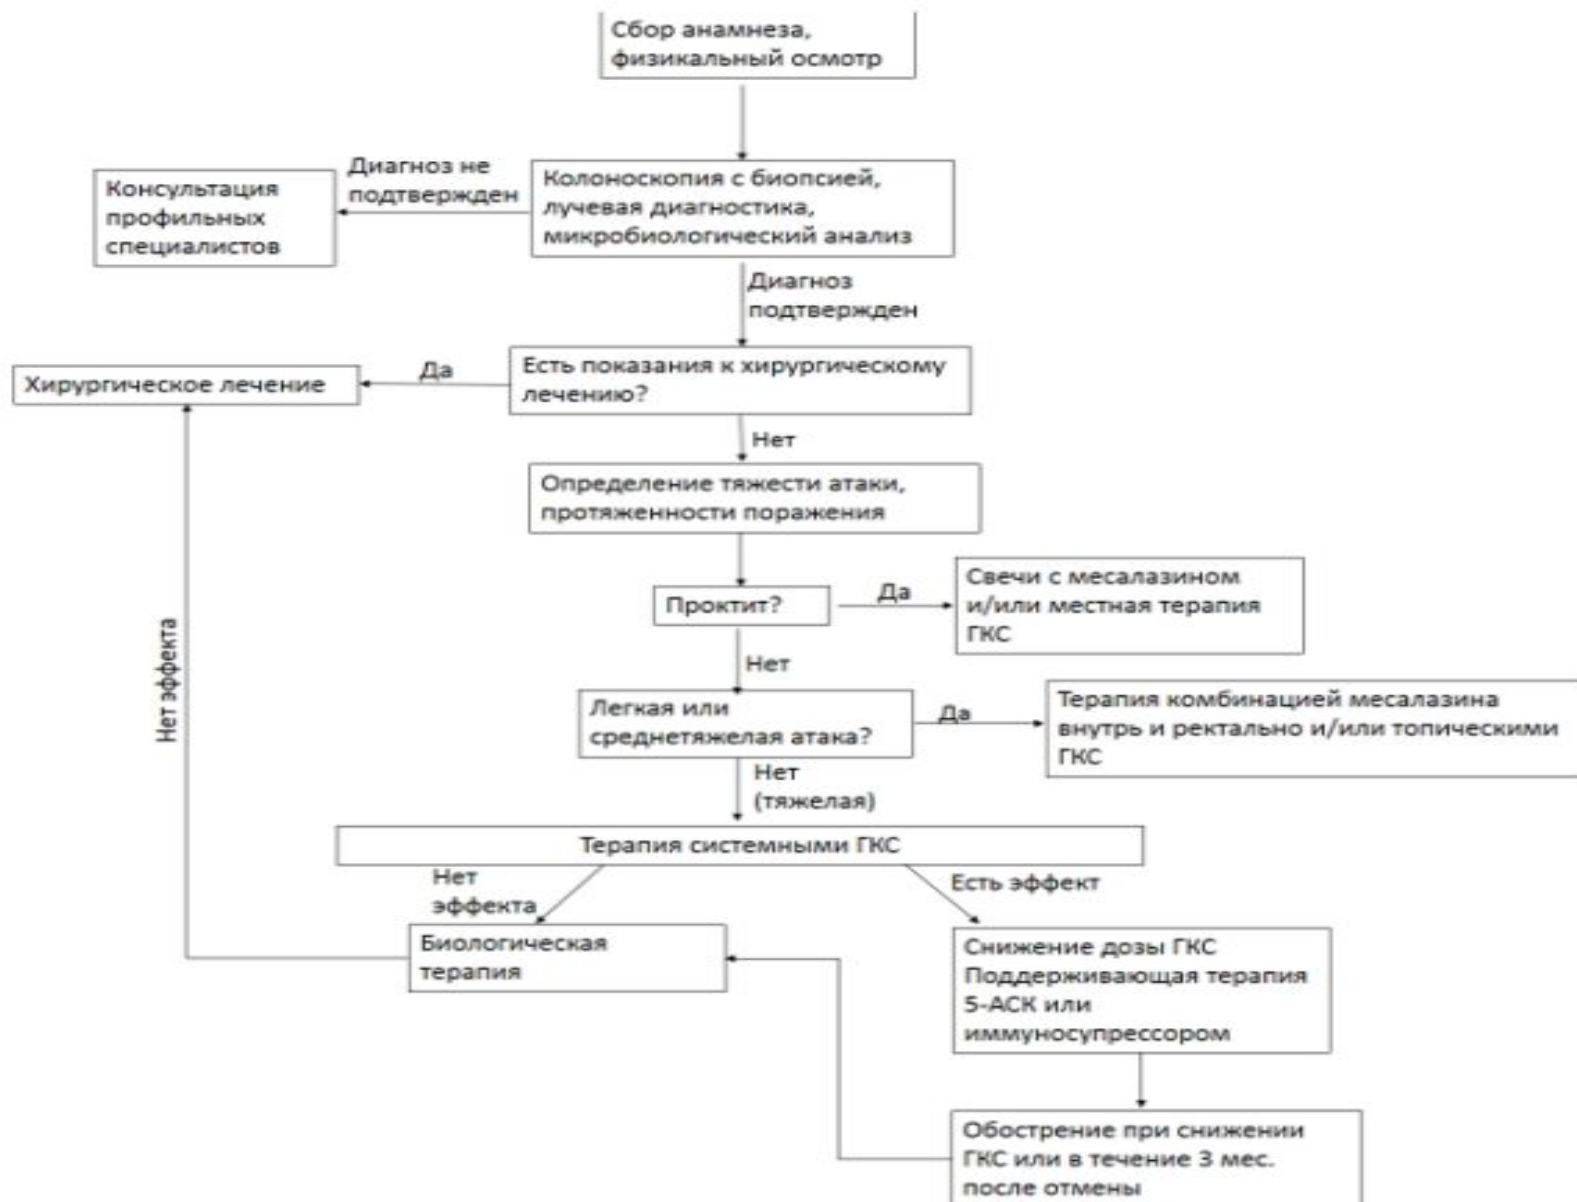 Сбор анамнеза,
физикальный осмотр
Диагноз не
подтвержден
Консультация
профильных
специалистов
Колоноскопия с биопсией,
лучевая диагностика,
микробиологический анализ
Диагноз
подтвержден
Хирургическое лечение
Да
Есть показания к хирургическому
лечению?
Нет
Определение тяжести атаки,
протяженности поражения
Проктит?
Да
Свечи с месалазином
и/или местная терапия
ГКС
Нет
Легкая или
среднетяжелая атака?
Да
Терапия комбинацией месалазина
внутрь и ректально и/или топическими
ГКС
Нет
(тяжелая)
Терапия системными ГКС
Нет
эффекта
Есть эффект
Нет эффекта
Биологическая
терапия
Снижение дозы ГКС
Поддерживающая терапия
5-АСК или
иммуносупрессором
Обострение при снижении
ГКС или в течение 3 мес.
после отмены